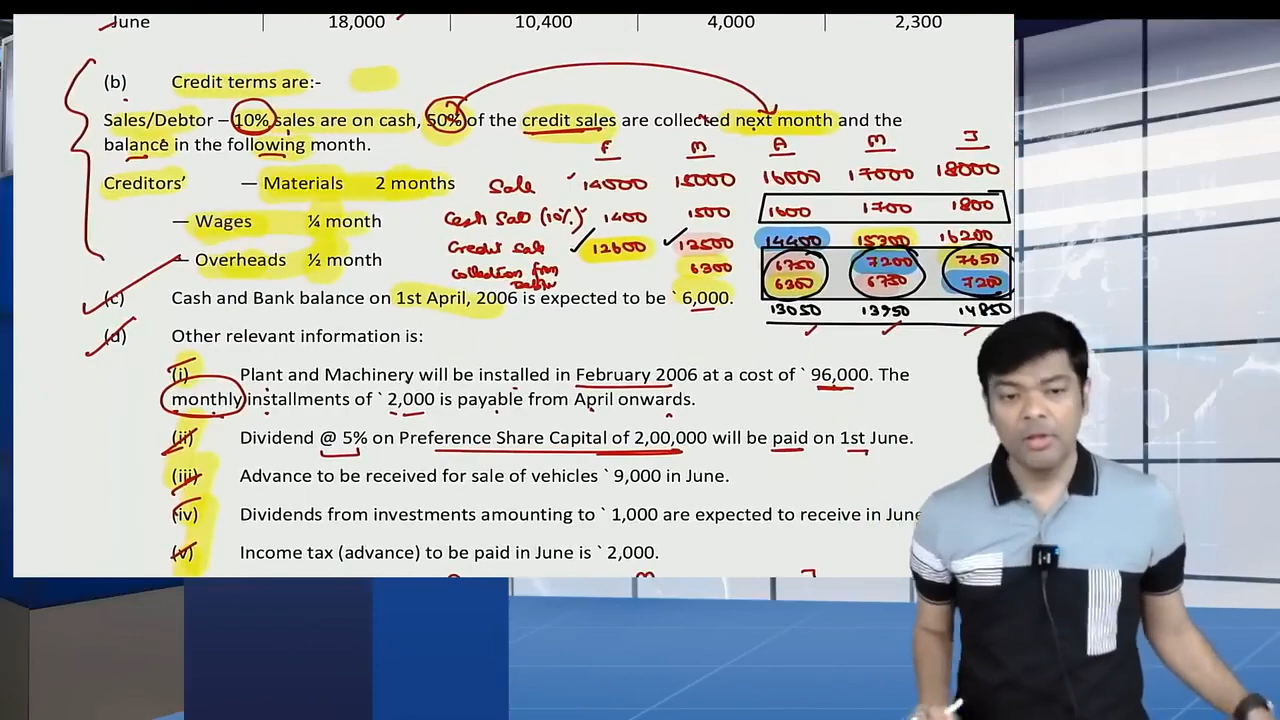 June 18,000 10,400 4,000 2,300
(b) Credit terms are:-
Sales/Debtor – 10% sales are on cash, 50% of the credit sales are collected next month and the
balance in the following month.
F M A M J
Creditors' — Materials 2 months
Sale 14000 15000 16000 17000 18000
— Wages ¼ month
Cash Sale (10%) 1400 1500 1600 1700 1800
Credit Sale 12600 13500 14400 15300 16200
— Overheads ½ month
Collection from Debtor 6300 6750 7200 7650
6300 6750 7200
(c) Cash and Bank balance on 1st April, 2006 is expected to be ` 6,000.
13050 13950 14850
(d) Other relevant information is:
(i) Plant and Machinery will be installed in February 2006 at a cost of ` 96,000. The
monthly installments of ` 2,000 is payable from April onwards.
(ii) Dividend @ 5% on Preference Share Capital of 2,00,000 will be paid on 1st June.
(iii) Advance to be received for sale of vehicles ` 9,000 in June.
(iv) Dividends from investments amounting to ` 1,000 are expected to receive in June
(v) Income tax (advance) to be paid in June is ` 2,000.